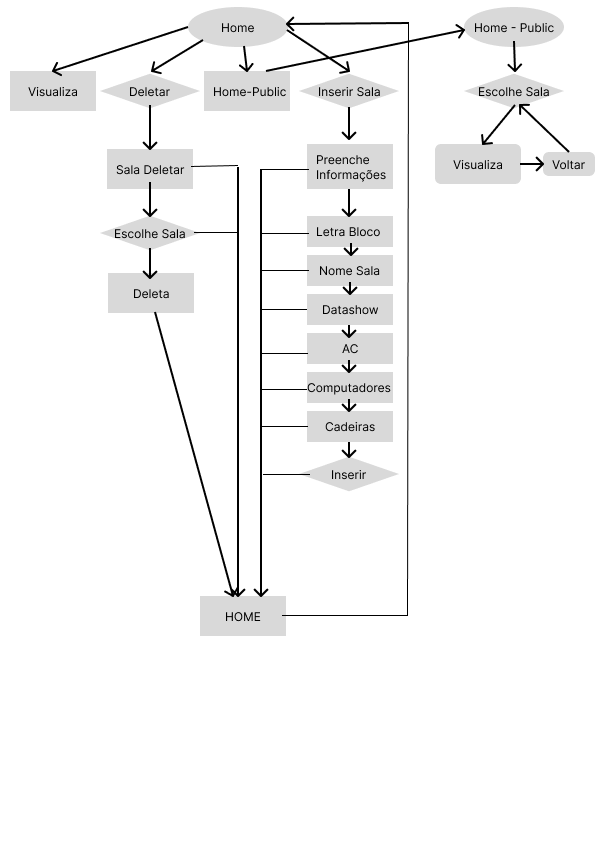 Home
Home - Public
Visualiza
Deletar
Home-Public
Inserir Sala
Escolhe Sala
Sala Deletar
Preenche
Informações
Visualiza
Voltar
Escolhe Sala
Letra Bloco
Nome Sala
Deleta
Datashow
AC
Computadores
Cadeiras
Inserir
HOME